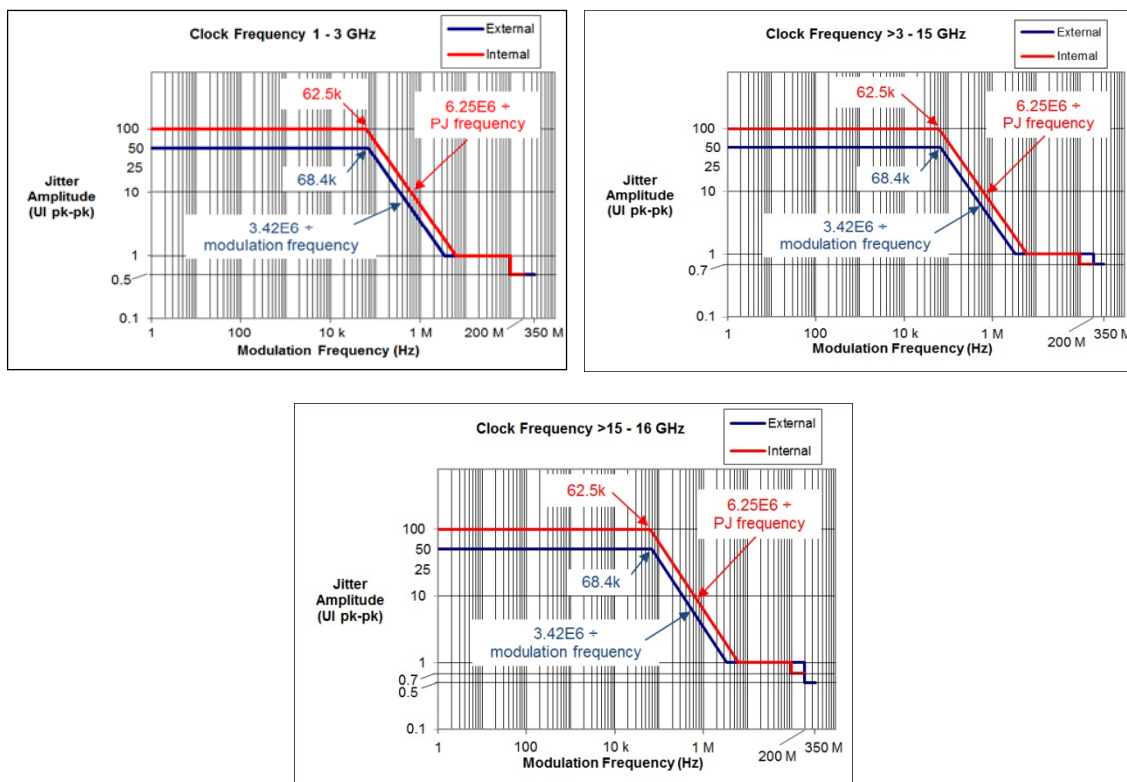 Clock Frequency 1 - 3 GHz
External
Internal
62.5k
6.25E6 ÷
PJ frequency
100
50
25
10
1
0.5
0.1
Jitter
Amplitude
(UI pk-pk)
68.4k
3.42E6 ÷
modulation frequency
1
100
10 k
1 M
200 M
350 M
Modulation Frequency (Hz)
Clock Frequency >3 - 15 GHz
External
Internal
62.5k
6.25E6 ÷
PJ frequency
100
50
25
10
1
0.7
0.1
Jitter
Amplitude
(UI pk-pk)
68.4k
3.42E6 ÷
modulation frequency
1
100
10 k
1 M
200 M
350 M
Modulation Frequency (Hz)
Clock Frequency >15 - 16 GHz
External
Internal
62.5k
6.25E6 ÷
PJ frequency
100
50
25
10
1
0.7
0.5
0.1
Jitter
Amplitude
(UI pk-pk)
68.4k
3.42E6 ÷
modulation frequency
1
100
10 k
1 M
200 M
350 M
Modulation Frequency (Hz)